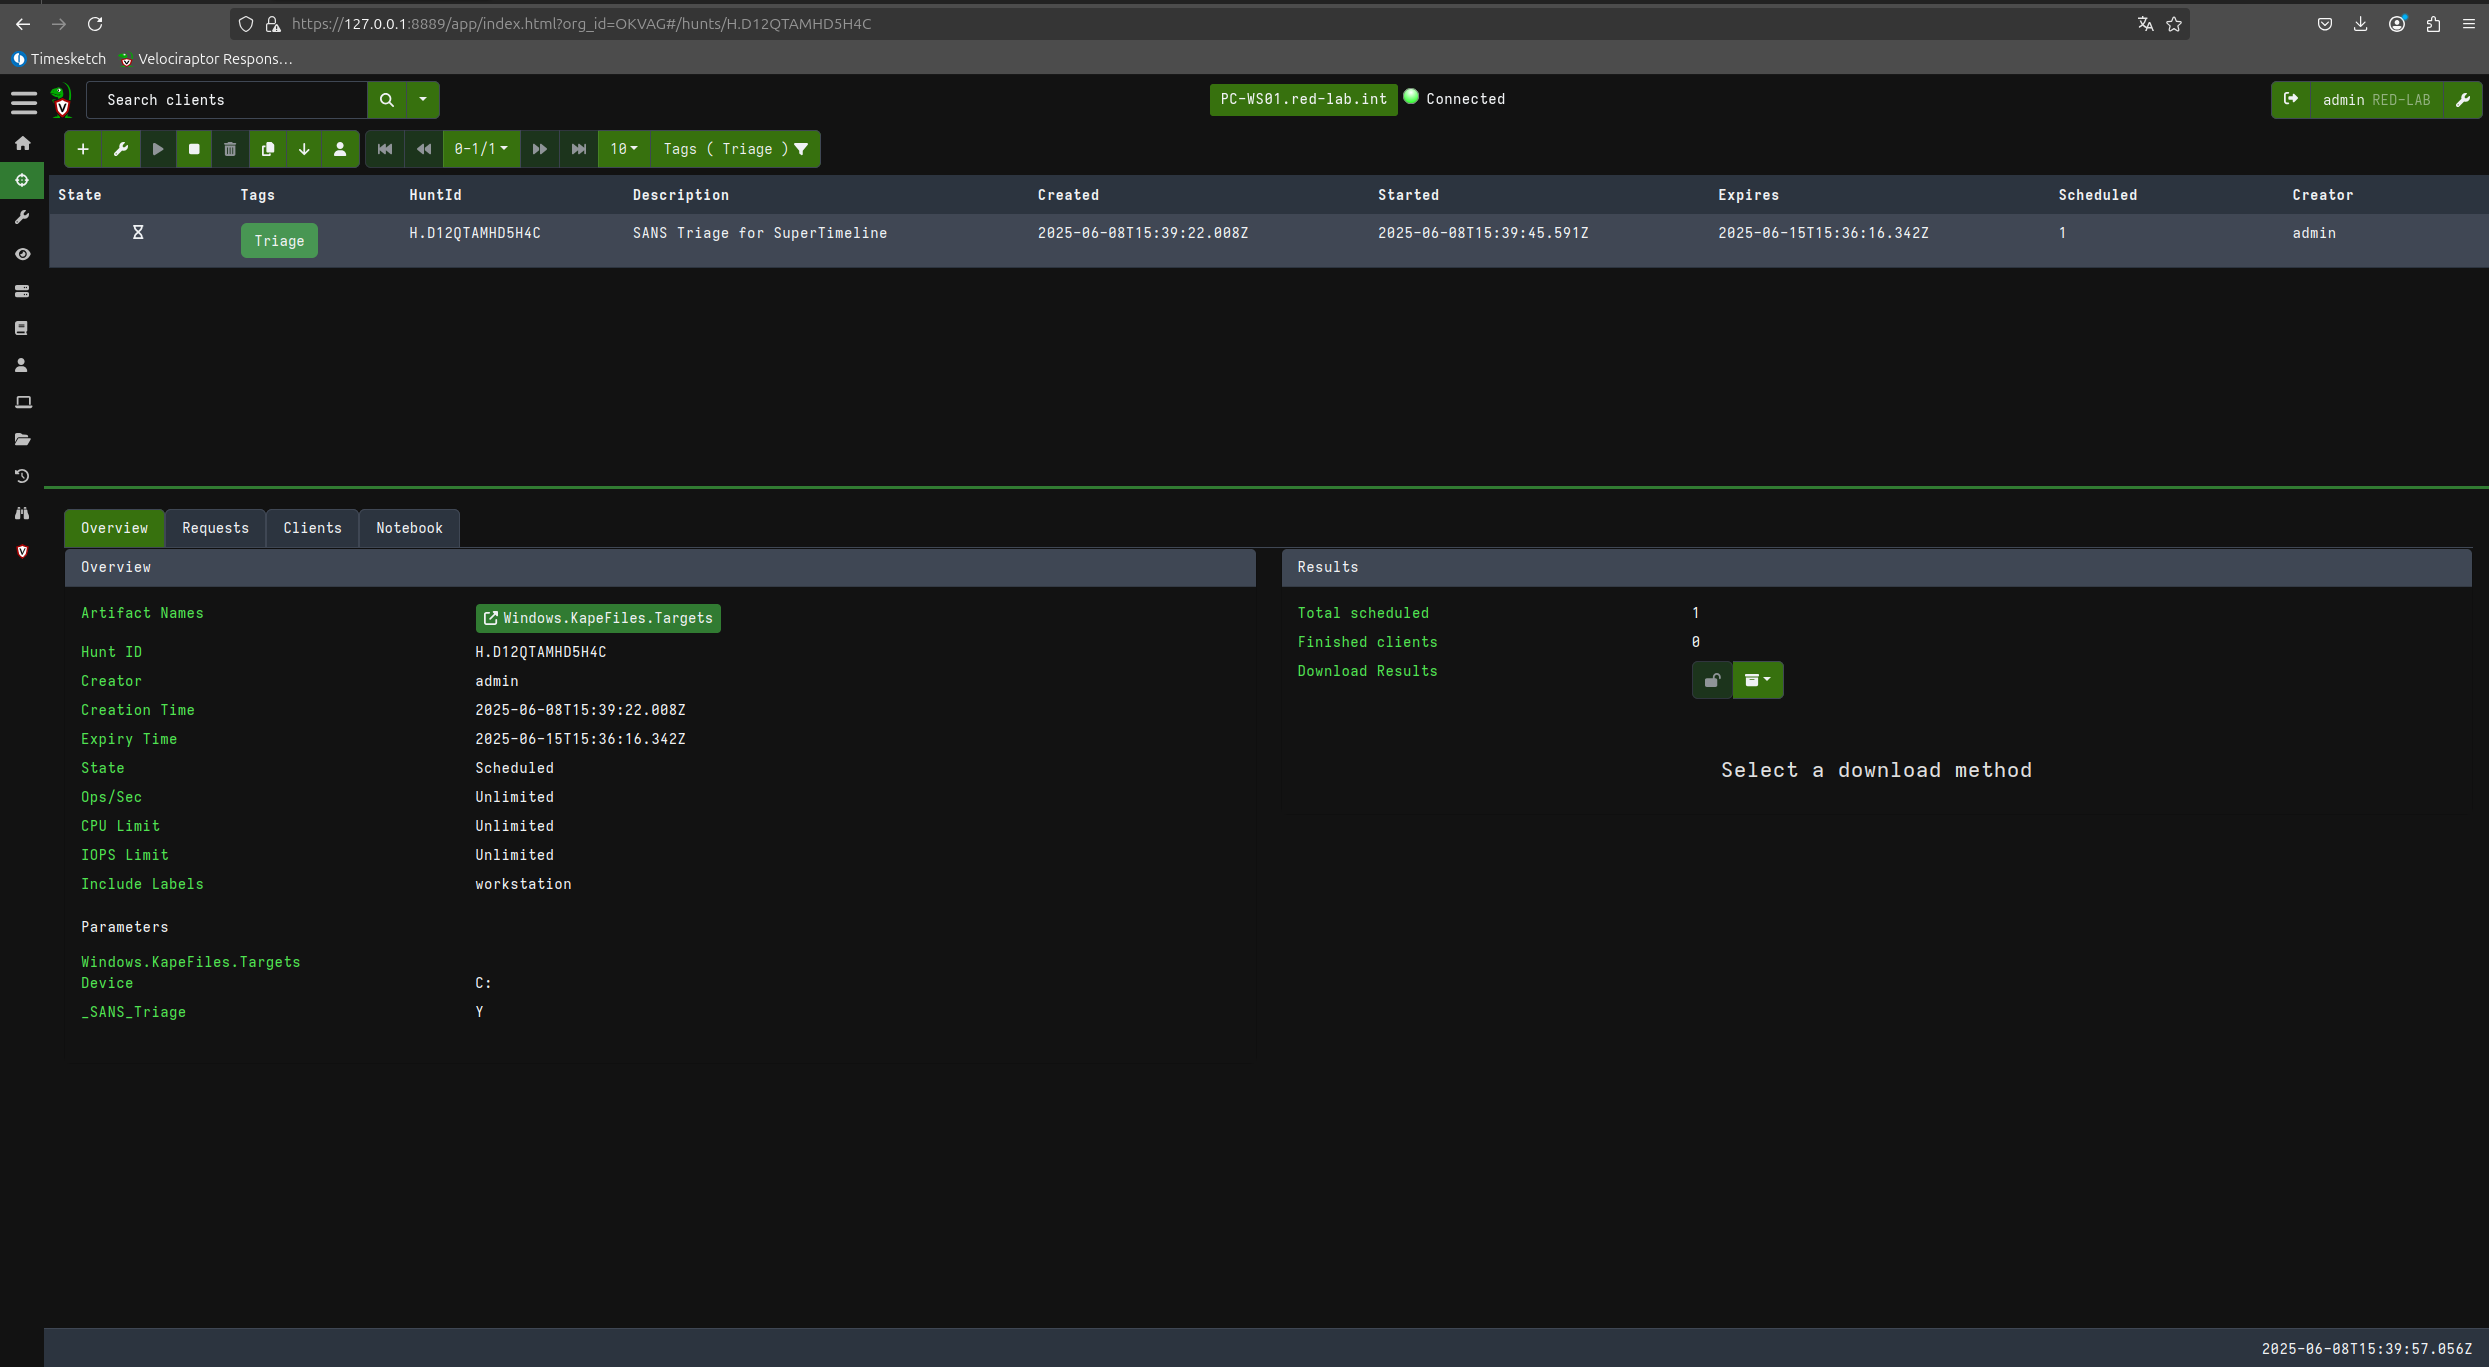 https://127.0.0.1:8889/app/index.html?org_id=OKVAG#/hunts/H.D12QTAMHD5H4C
Timesketch Velociraptor Respons...
Search clients PC-WS01.red-lab.int Connected admin RED-LAB
0-1/1 10 Tags ( Triage )
State Tags HuntId Description Created Started Expires Scheduled Creator
Triage H.D12QTAMHD5H4C SANS Triage for SuperTimeline 2025-06-08T15:39:22.008Z 2025-06-08T15:39:45.591Z 2025-06-15T15:36:16.342Z 1 admin
Overview Requests Clients Notebook
Overview
Artifact Names Windows.KapeFiles.Targets
Hunt ID H.D12QTAMHD5H4C
Creator admin
Creation Time 2025-06-08T15:39:22.008Z
Expiry Time 2025-06-15T15:36:16.342Z
State Scheduled
Ops/Sec Unlimited
CPU Limit Unlimited
IOPS Limit Unlimited
Include Labels workstation
Parameters
Windows.KapeFiles.Targets
Device C:
_SANS_Triage Y
Results
Total scheduled 1
Finished clients 0
Download Results
Select a download method
2025-06-08T15:39:57.056Z